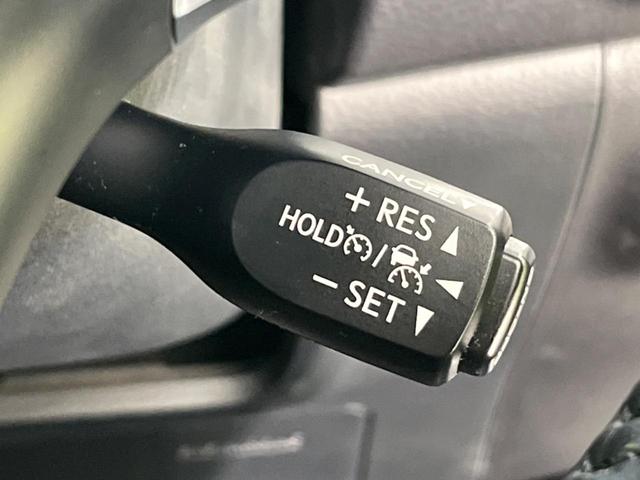 CANCEL▼
+ RES ▲
HOLD / ◀
− SET ▼